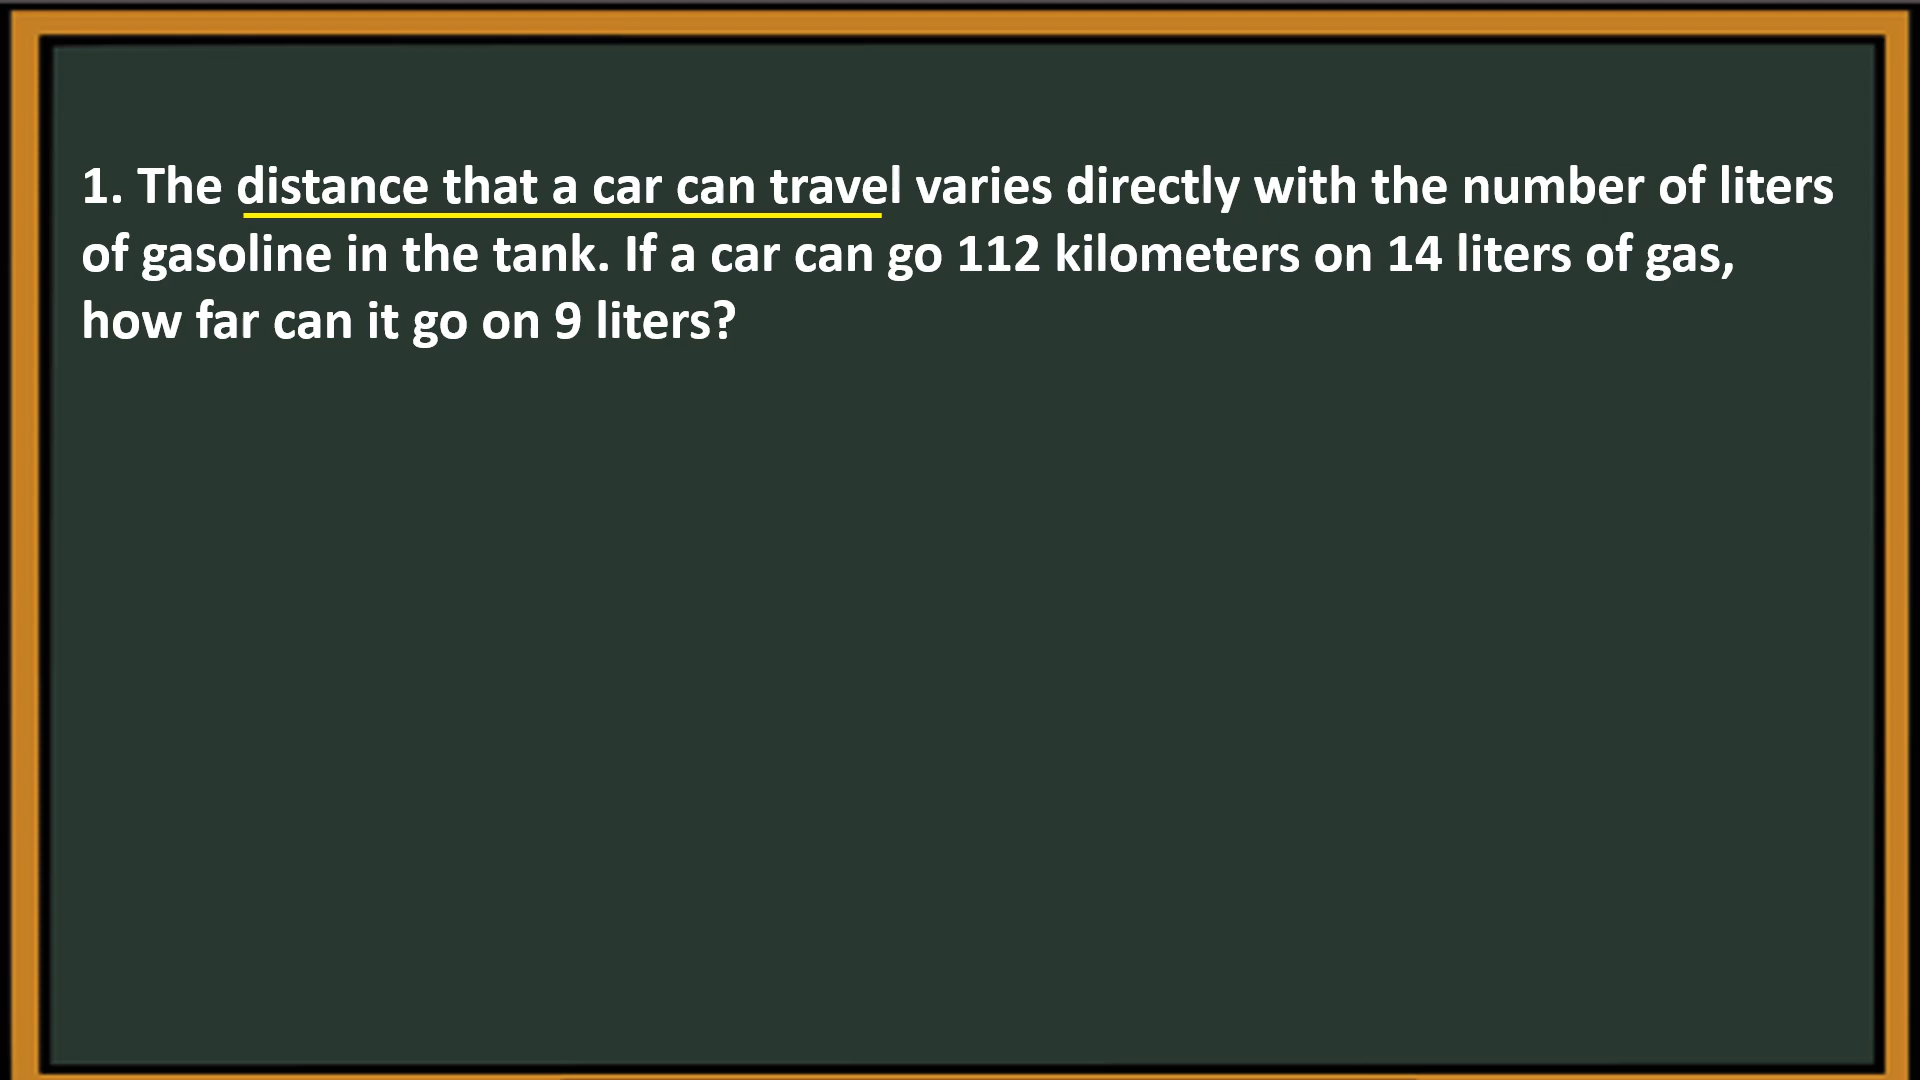 1. The distance that a car can travel varies directly with the number of liters
of gasoline in the tank. If a car can go 112 kilometers on 14 liters of gas,
how far can it go on 9 liters?